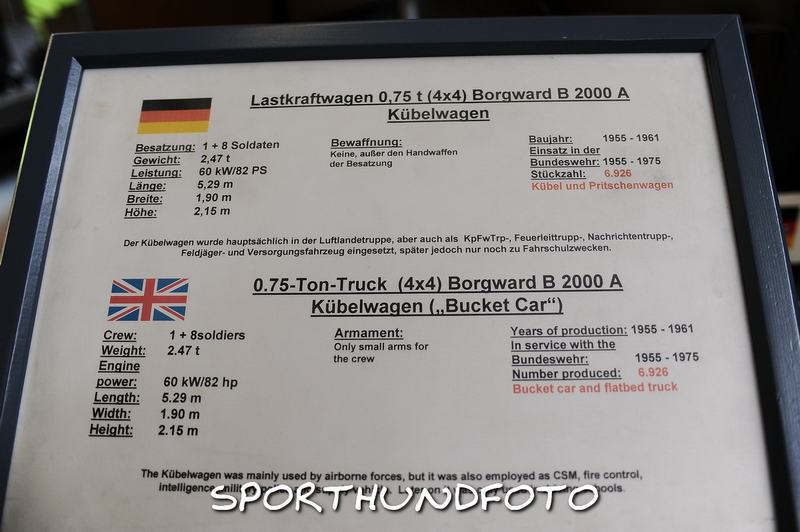 Lastkraftwagen 0,75 t (4x4) Borgward B 2000 A
Kübelwagen
Besatzung: 1 + 8 Soldaten
Gewicht: 2,47 t
Leistung: 60 kW/82 PS
Länge: 5,29 m
Breite: 1,90 m
Höhe: 2,15 m
Bewaffnung:
Keine, außer den Handwaffen
der Besatzung
Baujahr: 1955 - 1961
Einsatz in der
Bundeswehr: 1955 - 1975
Stückzahl: 6.926
Kübel und Pritschenwagen
Der Kübelwagen wurde hauptsächlich in der Luftlandetruppe, aber auch als KpFwTrp-, Feuerleittrupp-, Nachrichtentrupp-,
Feldjäger- und Versorgungsfahrzeug eingesetzt, später jedoch nur noch zu Fahrschulzwecken.
0.75-Ton-Truck (4x4) Borgward B 2000 A
Kübelwagen („Bucket Car“)
Crew: 1 + 8soldiers
Weight: 2.47 t
Engine
power: 60 kW/82 hp
Length: 5.29 m
Width: 1.90 m
Height: 2.15 m
Armament:
Only small arms for
the crew
Years of production: 1955 - 1961
In service with the
Bundeswehr: 1955 - 1975
Number produced: 6.926
Bucket car and flatbed truck
The Kübelwagen was mainly used by airborne forces, but it was also employed as CSM, fire control,
intelligence
SPORTHUNDFOTO